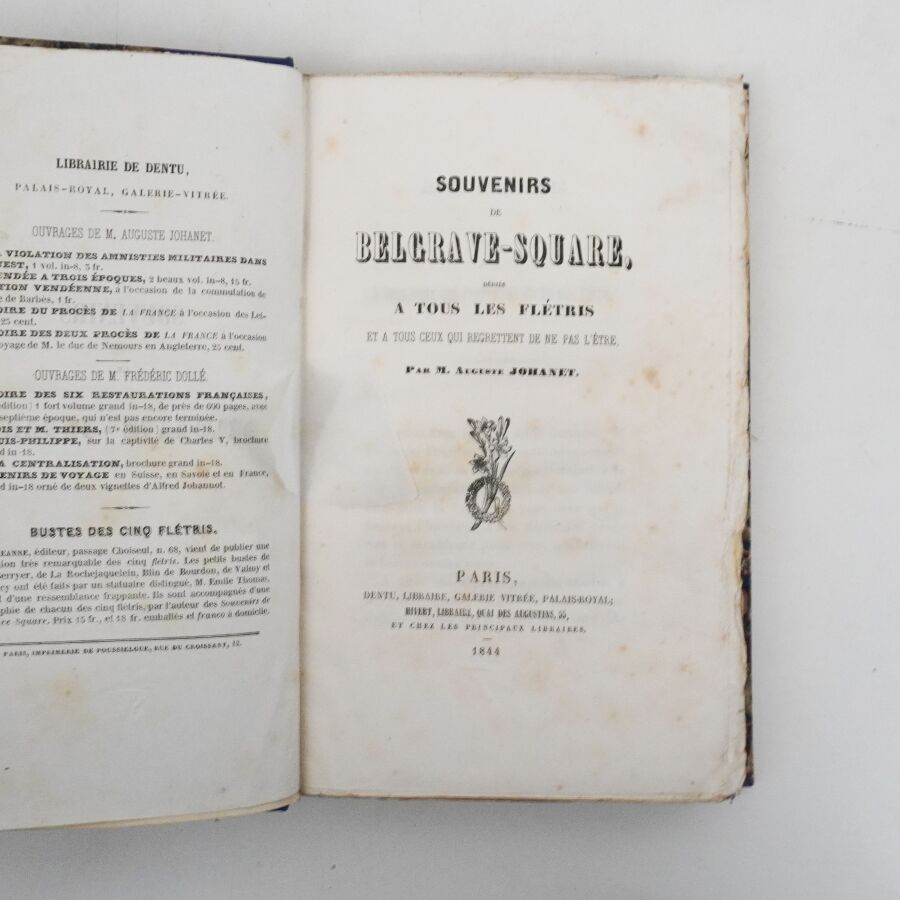 LIBRAIRIE DE DENTU,
PALAIS-ROYAL, GALERIE-VITRÉE.
OUVRAGES DE M. AUGUSTE JOHANET.
VIOLATION DES AMNISTIES MILITAIRES DANS
1 vol. in-8, 3 fr.
A TROIS ÉPOQUES, 2 beaux vol. in-8, 15 fr.
VENDÉENNE, à l'occasion de la commutation de
de Barbès, 1 fr.
DU PROCÈS DE LA FRANCE à l'occasion des
25 cent.
DES DEUX PROCÈS DE LA FRANCE à l'occasion
de M. le duc de Nemours en Angleterre, 25 cent.
OUVRAGES DE M. FRÉDÉRIC DOLLÉ.
DES SIX RESTAURATIONS FRANÇAISES,
1 fort volume grand in-18, de près de 600 pages, avec
septième époque, qui n'est pas encore terminée.
ET M. THIERS, (7e édition) grand in-18.
sur la captivité de Charles V, brochure
in-18.
CENTRALISATION, brochure grand in-18.
DE VOYAGE en Suisse, en Savoie et en France,
in-18 orné de deux vignettes d'Alfred Johannot.
BUSTES DES CINQ FLÉTRIS.
éditeur, passage Choiseul, n. 68, vient de publier une
très remarquable des cinq flétris. Les petits bustes de
de La Rochejaquelein, Blin de Bourdon, de Valmy et
ont été faits par un statuaire distingué, M. Emile Thomas,
d'une ressemblance frappante. Ils sont accompagnés d'une
de chacun des cinq flétris, par l'auteur des Souvenirs de
Square. Prix 15 fr., et 18 fr. emballés et franco à domicile.
PARIS, IMPRIMERIE DE POUSSIELGUE, RUE DU CROISSANT, 12.
SOUVENIRS
DE
BELGRAVE-SQUARE,
DÉDIÉS
A TOUS LES FLÉTRIS
ET A TOUS CEUX QUI REGRETTENT DE NE PAS L'ÊTRE,
PAR M. AUGUSTE JOHANET.
PARIS,
DENTU, LIBRAIRE, GALERIE VITRÉE, PALAIS-ROYAL;
HIVERT, LIBRAIRE, QUAI DES AUGUSTINS, 55,
ET CHEZ LES PRINCIPAUX LIBRAIRES.
1844